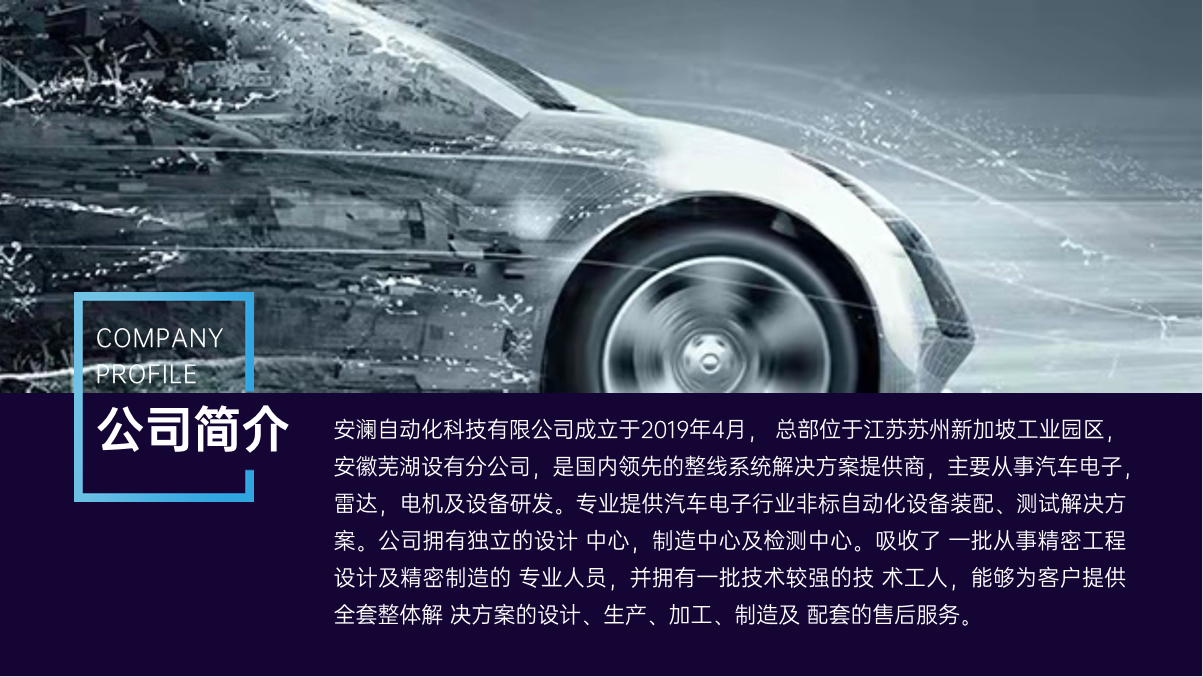 COMPANY
PROFILE
公司简介
安澜自动化科技有限公司成立于2019年4月， 总部位于江苏苏州新加坡工业园区，
安徽芜湖设有分公司，是国内领先的整线系统解决方案提供商，主要从事汽车电子，
雷达，电机及设备研发。专业提供汽车电子行业非标自动化设备装配、测试解决方
案。公司拥有独立的设计 中心，制造中心及检测中心。吸收了 一批从事精密工程
设计及精密制造的 专业人员，并拥有一批技术较强的技 术工人，能够为客户提供
全套整体解 决方案的设计、生产、加工、制造及 配套的售后服务。